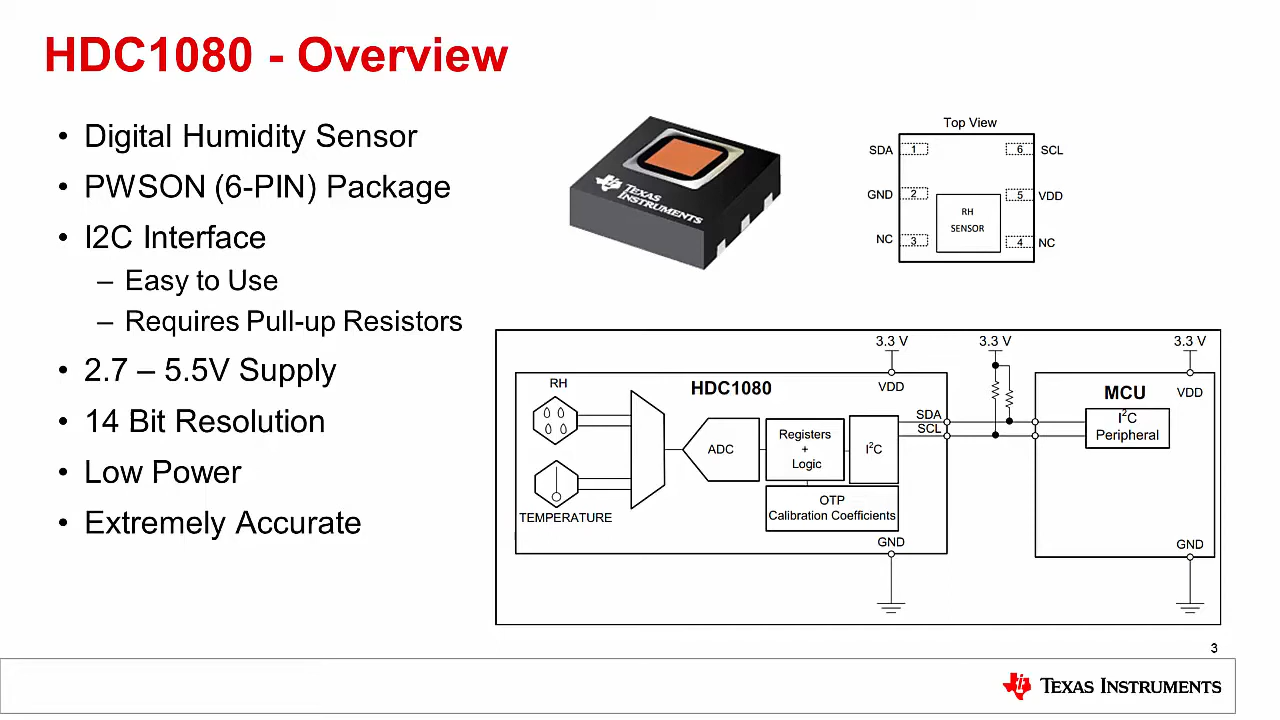 HDC1080 - Overview
• Digital Humidity Sensor
• PWSON (6-PIN) Package
• I2C Interface
– Easy to Use
– Requires Pull-up Resistors
• 2.7 – 5.5V Supply
• 14 Bit Resolution
• Low Power
• Extremely Accurate
TEXAS
INSTRUMENTS
Top View
SDA 1 6 SCL
GND 2 5 VDD
RH
SENSOR
NC 3 4 NC
3.3 V 3.3 V 3.3 V
RH HDC1080 VDD MCU VDD
SDA
SCL
ADC
Registers
+
Logic
I²C
I²C
Peripheral
TEMPERATURE
OTP
Calibration Coefficients
GND GND
3
TEXAS INSTRUMENTS